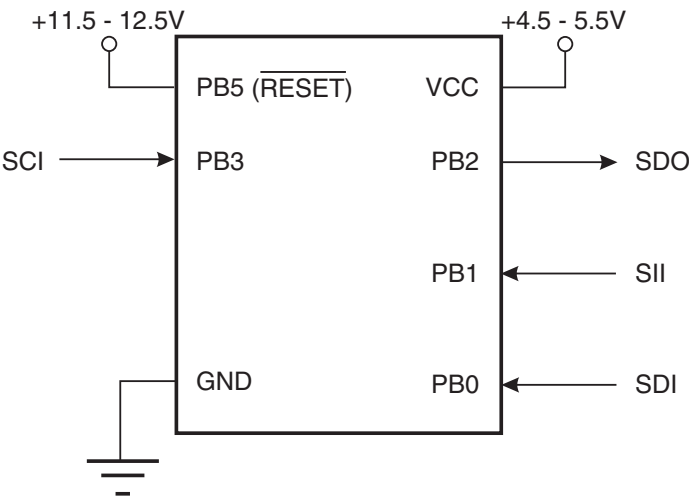 +11.5 - 12.5V
+4.5 - 5.5V
PB5 (RESET)
VCC
SCI
PB3
PB2
SDO
PB1
SII
GND
PB0
SDI